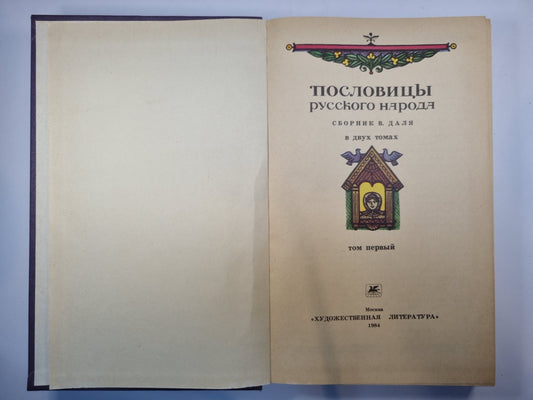 ПОСЛОВИЦЫ
РУССКОГО НАРОДА
СБОРНИК В. ДАЛЯ
В ДВУХ ТОМАХ
ТОМ ПЕРВЫЙ
Москва
«ХУДОЖЕСТВЕННАЯ ЛИТЕРАТУРА»
1984